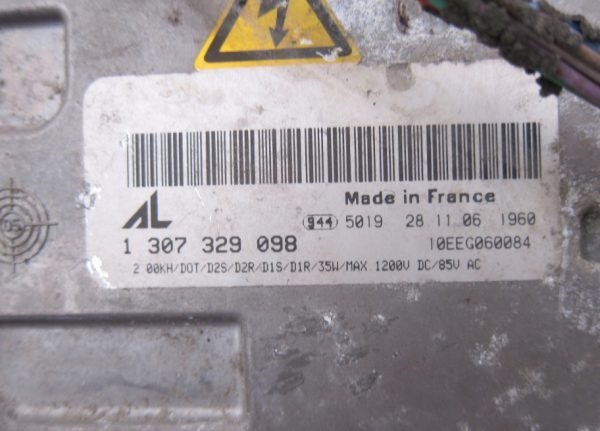 Made in France
AL
944 5019 28 11 06 1960
1 307 329 098
10EEG060084
2 00KH/DOT/D2S/D2R/D1S/D1R/35W/MAX 1200V DC/85V AC